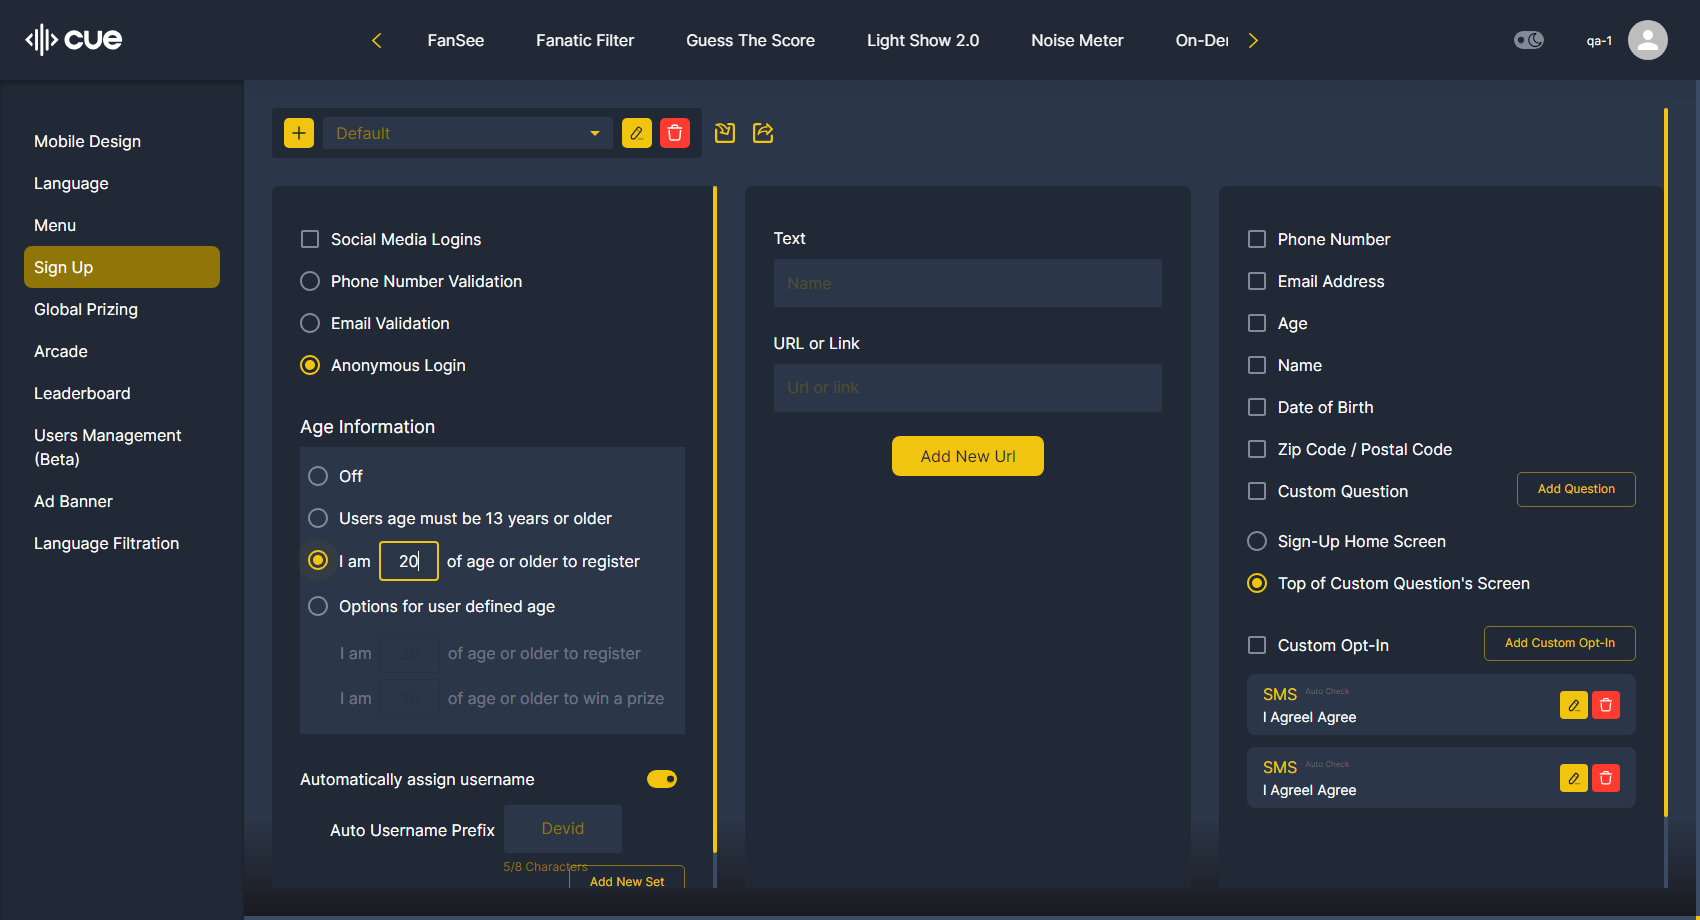 cue
FanSee
Fanatic Filter
Guess The Score
Light Show 2.0
Noise Meter
On-Der
qa-1
Mobile Design
Language
Menu
Sign Up
Global Prizing
Arcade
Leaderboard
Users Management
(Beta)
Ad Banner
Language Filtration
Default
Social Media Logins
Phone Number Validation
Email Validation
Anonymous Login
Age Information
Off
Users age must be 13 years or older
I am 20 of age or older to register
Options for user defined age
I am 20 of age or older to register
I am 30 of age or older to win a prize
Automatically assign username
Auto Username Prefix Devid
5/8 Characters
Add New Set
Text
Name
URL or Link
Url or link
Add New Url
Phone Number
Email Address
Age
Name
Date of Birth
Zip Code / Postal Code
Custom Question Add Question
Sign-Up Home Screen
Top of Custom Question's Screen
Custom Opt-In Add Custom Opt-In
SMS Auto Check
I AgreeI Agree
SMS Auto Check
I AgreeI Agree